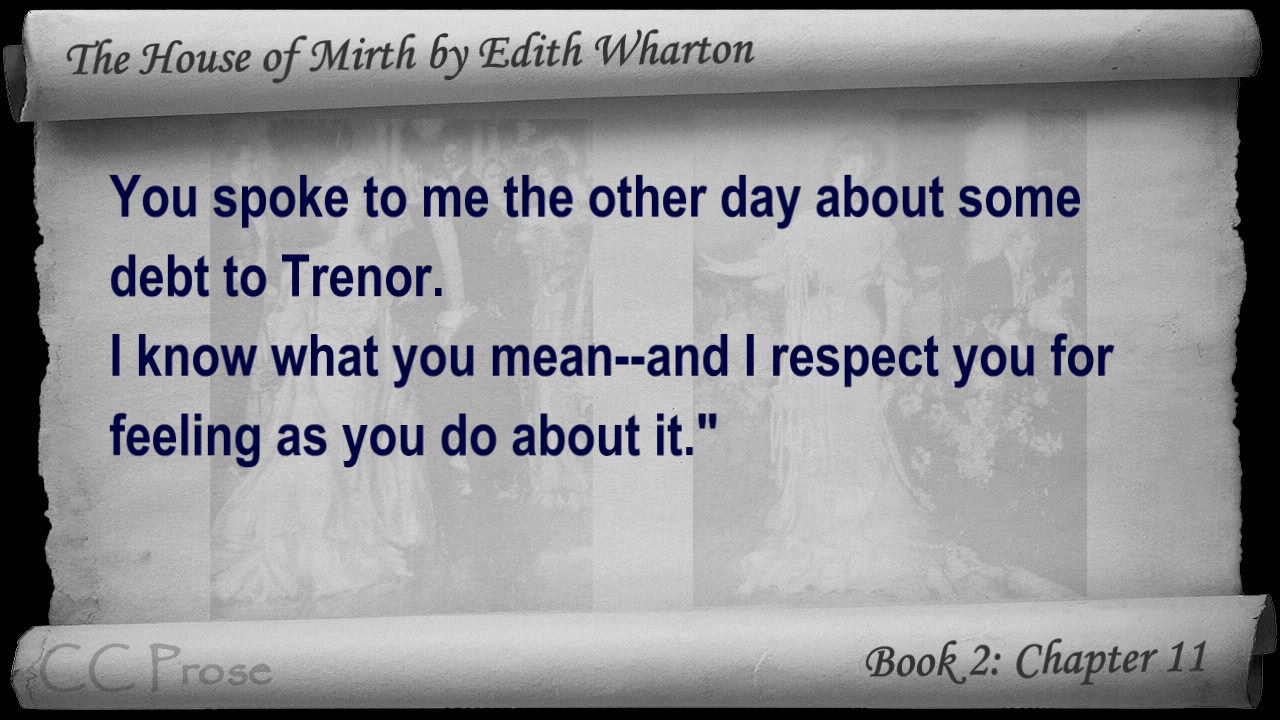 The House of Mirth by Edith Wharton
You spoke to me the other day about some
debt to Trenor.
I know what you mean--and I respect you for
feeling as you do about it."
CC Prose
Book 2: Chapter 11